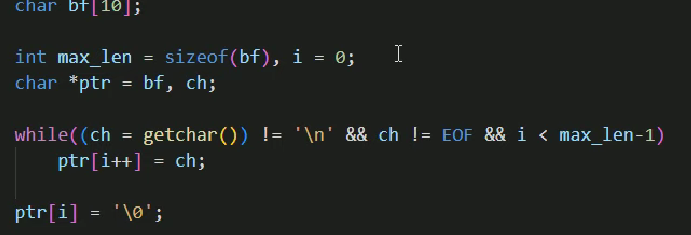 char bf[10];
int max_len = sizeof(bf), i = 0;
char *ptr = bf, ch;
while((ch = getchar()) != '\n' && ch != EOF && i < max_len-1)
ptr[i++] = ch;
ptr[i] = '\0';